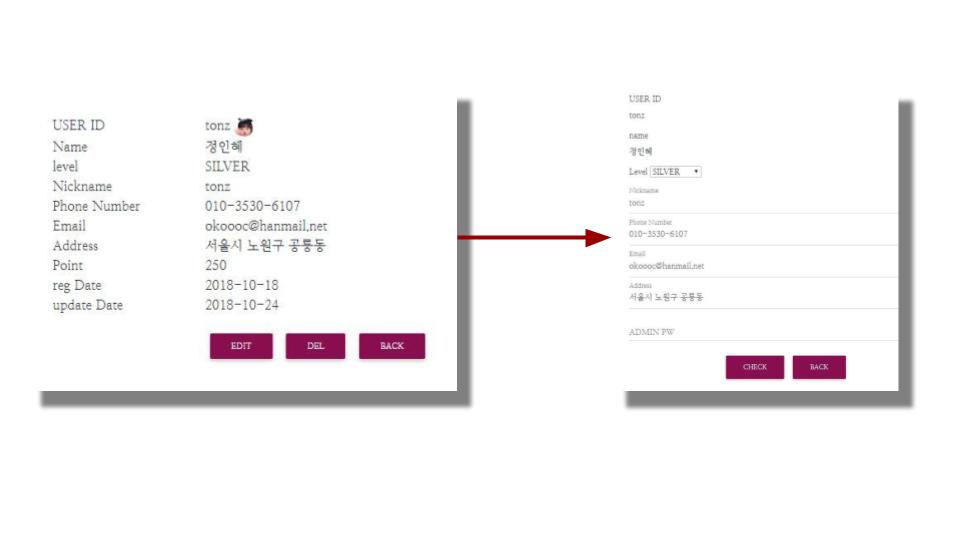 USER ID tonz
Name 경인혜
level SILVER
Nickname tonz
Phone Number 010-3530-6107
Email okoooc@hanmail,net
Address 서울시 노원구 공릉동
Point 250
reg Date 2018-10-18
update Date 2018-10-24
EDIT DEL BACK
USER ID
tonz
name
경인혜
Level SILVER
Nickname
tonz
Phone Number
010-3530-6107
Email
okoooc@hanmail,net
Address
서울시 노원구 공릉동
ADMIN PW
CHECK BACK